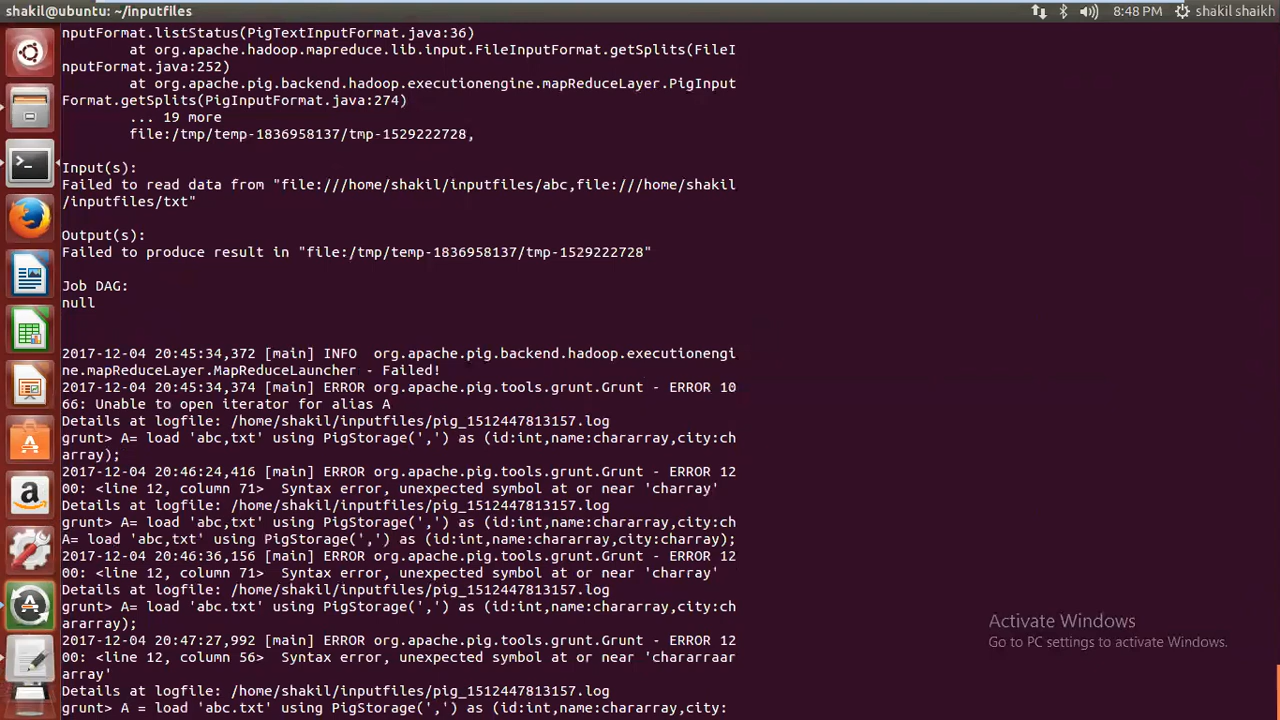 shakil@ubuntu: ~/inputfiles
8:48 PM
shakil shaikh
nputFormat.listStatus(PigTextInputFormat.java:36)
at org.apache.hadoop.mapreduce.lib.input.FileInputFormat.getSplits(FileI
nputFormat.java:252)
at org.apache.pig.backend.hadoop.executionengine.mapReduceLayer.PigInput
Format.getSplits(PigInputFormat.java:274)
... 19 more
file:/tmp/temp-1836958137/tmp-1529222728,
Input(s):
Failed to read data from "file:///home/shakil/inputfiles/abc,file:///home/shakil
/inputfiles/txt"
Output(s):
Failed to produce result in "file:/tmp/temp-1836958137/tmp-1529222728"
Job DAG:
null
2017-12-04 20:45:34,372 [main] INFO  org.apache.pig.backend.hadoop.executionengi
ne.mapReduceLayer.MapReduceLauncher - Failed!
2017-12-04 20:45:34,374 [main] ERROR org.apache.pig.tools.grunt.Grunt - ERROR 10
66: Unable to open iterator for alias A
Details at logfile: /home/shakil/inputfiles/pig_1512447813157.log
grunt> A= load 'abc,txt' using PigStorage(',') as (id:int,name:chararray,city:ch
array);
2017-12-04 20:46:24,416 [main] ERROR org.apache.pig.tools.grunt.Grunt - ERROR 12
00: <line 12, column 71>  Syntax error, unexpected symbol at or near 'charray'
Details at logfile: /home/shakil/inputfiles/pig_1512447813157.log
grunt> A= load 'abc,txt' using PigStorage(',') as (id:int,name:chararray,city:ch
A= load 'abc,txt' using PigStorage(',') as (id:int,name:chararray,city:charray);
2017-12-04 20:46:36,156 [main] ERROR org.apache.pig.tools.grunt.Grunt - ERROR 12
00: <line 12, column 71>  Syntax error, unexpected symbol at or near 'charray'
Details at logfile: /home/shakil/inputfiles/pig_1512447813157.log
grunt> A= load 'abc.txt' using PigStorage(',') as (id:int,name:chararray,city:ch
ararray);
2017-12-04 20:47:27,992 [main] ERROR org.apache.pig.tools.grunt.Grunt - ERROR 12
00: <line 12, column 56>  Syntax error, unexpected symbol at or near 'chararraar
array'
Details at logfile: /home/shakil/inputfiles/pig_1512447813157.log
grunt> A = load 'abc.txt' using PigStorage(',') as (id:int,name:chararray,city:
Activate Windows
Go to PC settings to activate Windows.